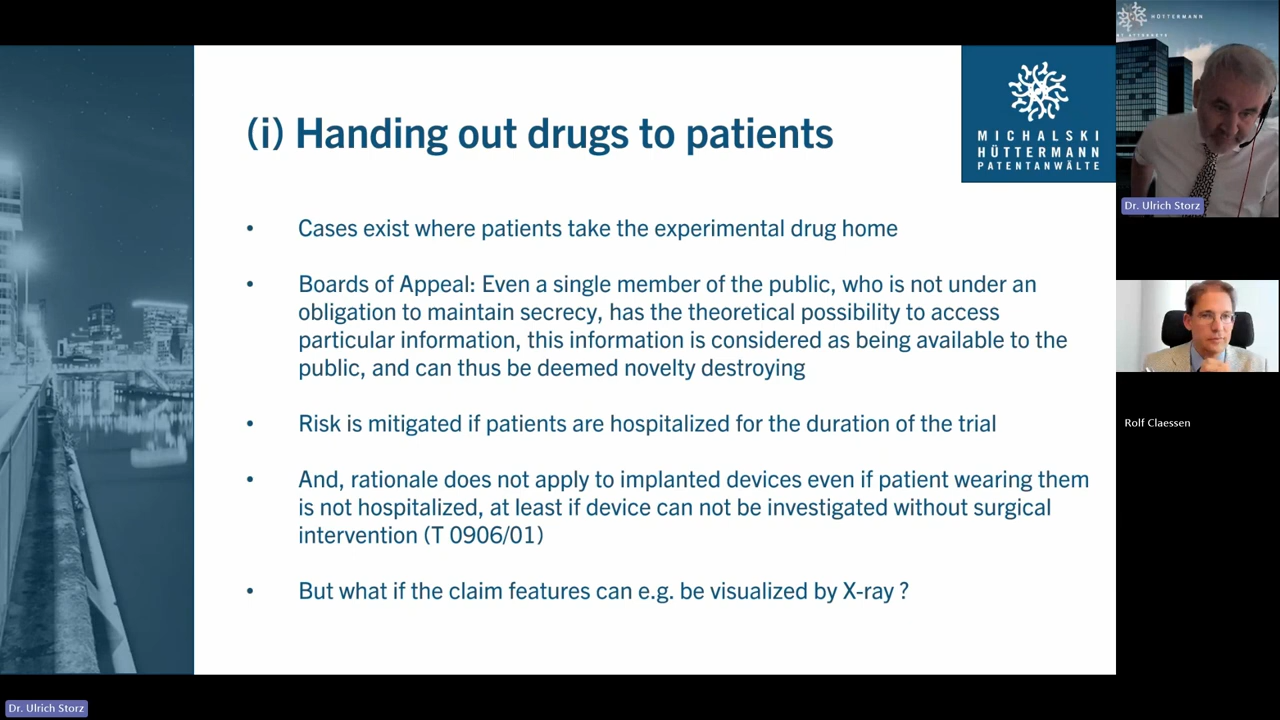 (i) Handing out drugs to patients
MICHALSKI
HÜTTERMANN
PATENTANWÄLTE
• Cases exist where patients take the experimental drug home
• Boards of Appeal: Even a single member of the public, who is not under an
obligation to maintain secrecy, has the theoretical possibility to access
particular information, this information is considered as being available to the
public, and can thus be deemed novelty destroying
• Risk is mitigated if patients are hospitalized for the duration of the trial
• And, rationale does not apply to implanted devices even if patient wearing them
is not hospitalized, at least if device can not be investigated without surgical
intervention (T 0906/01)
• But what if the claim features can e.g. be visualized by X-ray ?
HÜTTERMANN
Dr. Ulrich Storz
Rolf Claessen
Dr. Ulrich Storz